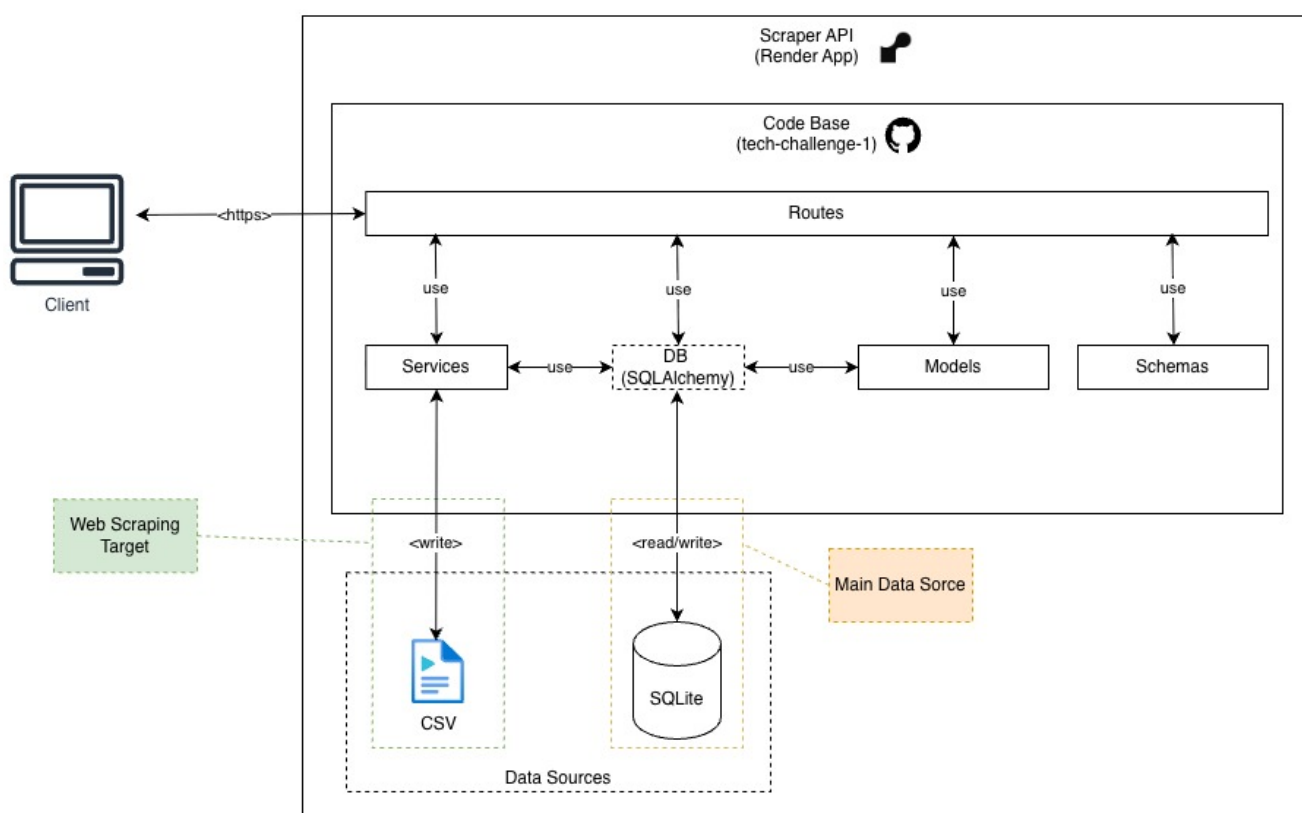 Scraper API
(Render App)
Code Base
(tech-challenge-1)
Routes
<https>
Client
use
use
use
use
Services
use
DB
(SQLAlchemy)
use
Models
Schemas
Web Scraping
Target
<write>
<read/write>
Main Data Sorce
CSV
SQLite
Data Sources